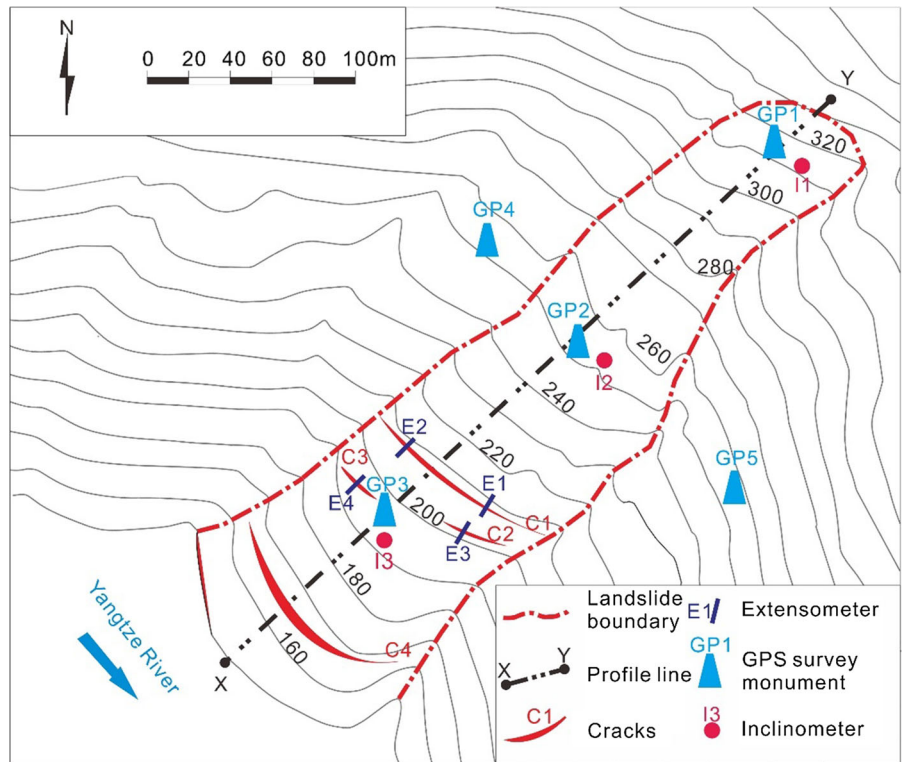 N
0 20 40 60 80 100m
Y
GP1
320
I1
300
GP4
280
GP2
260
I2
240
E2
220
C3
GP3
E1
GP5
E4
200
C1
C2
E3
I3
180
Yangtze River
160
C4
X
Landslide
boundary
E1
Extensometer
X
Y
Profile line
GP1
GPS survey
monument
C1
Cracks
I3
Inclinometer